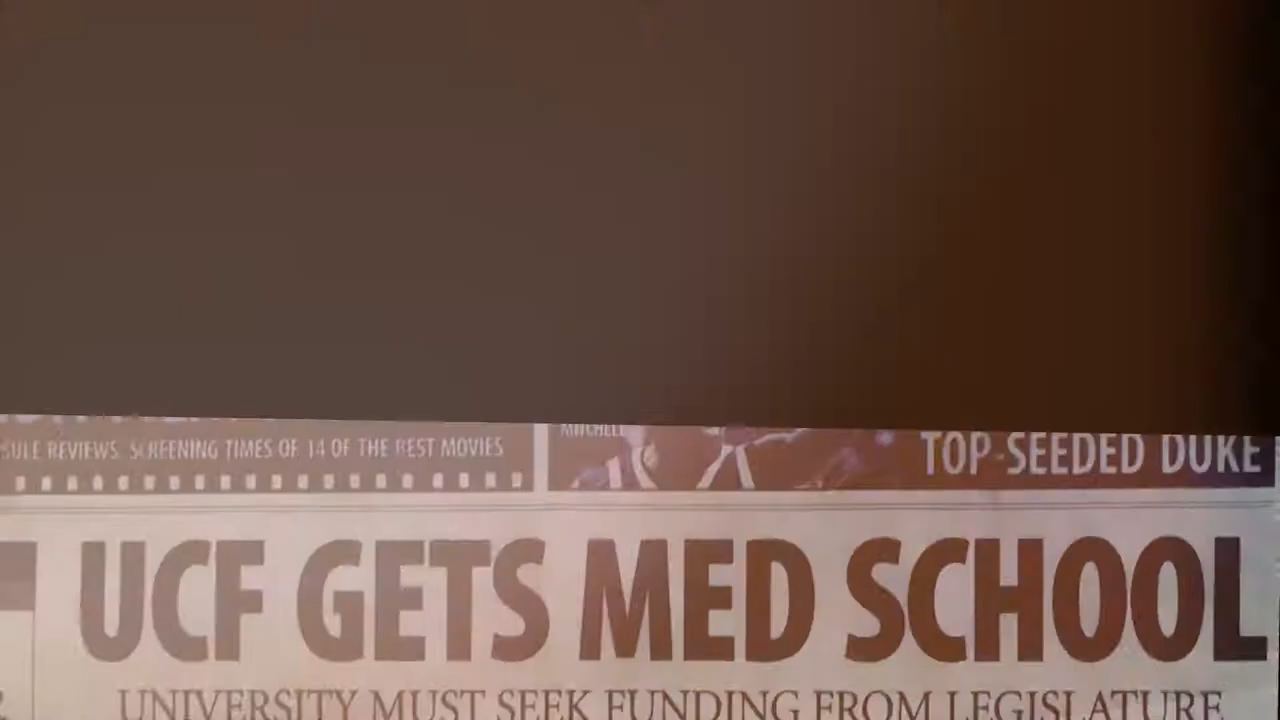 SULE REVIEWS, SCREENING TIMES OF 14 OF THE BEST MOVIES
MITCHELL
TOP-SEEDED DUKE
UCF GETS MED SCHOOL
UNIVERSITY MUST SEEK FUNDING FROM LEGISLATURE